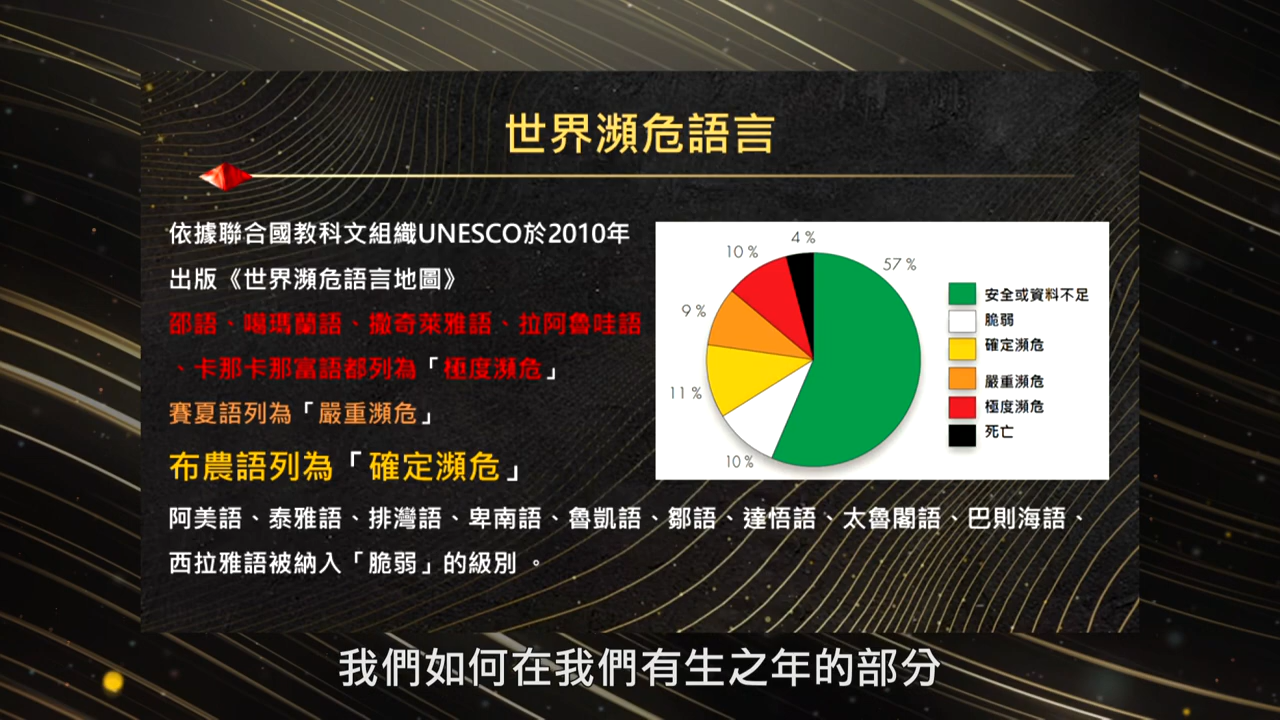 世界瀕危語言
依據聯合國教科文組織UNESCO於2010年
出版《世界瀕危語言地圖》
邵語、噶瑪蘭語、撒奇萊雅語、拉阿魯哇語
、卡那卡那富語都列為「極度瀕危」
賽夏語列為「嚴重瀕危」
布農語列為「確定瀕危」
阿美語、泰雅語、排灣語、卑南語、魯凱語、鄒語、達悟語、太魯閣語、巴則海語、
西拉雅語被納入「脆弱」的級別 。
4 %
10 %
57 %
9 %
11 %
10 %
安全或資料不足
脆弱
確定瀕危
嚴重瀕危
極度瀕危
死亡
我們如何在我們有生之年的部分